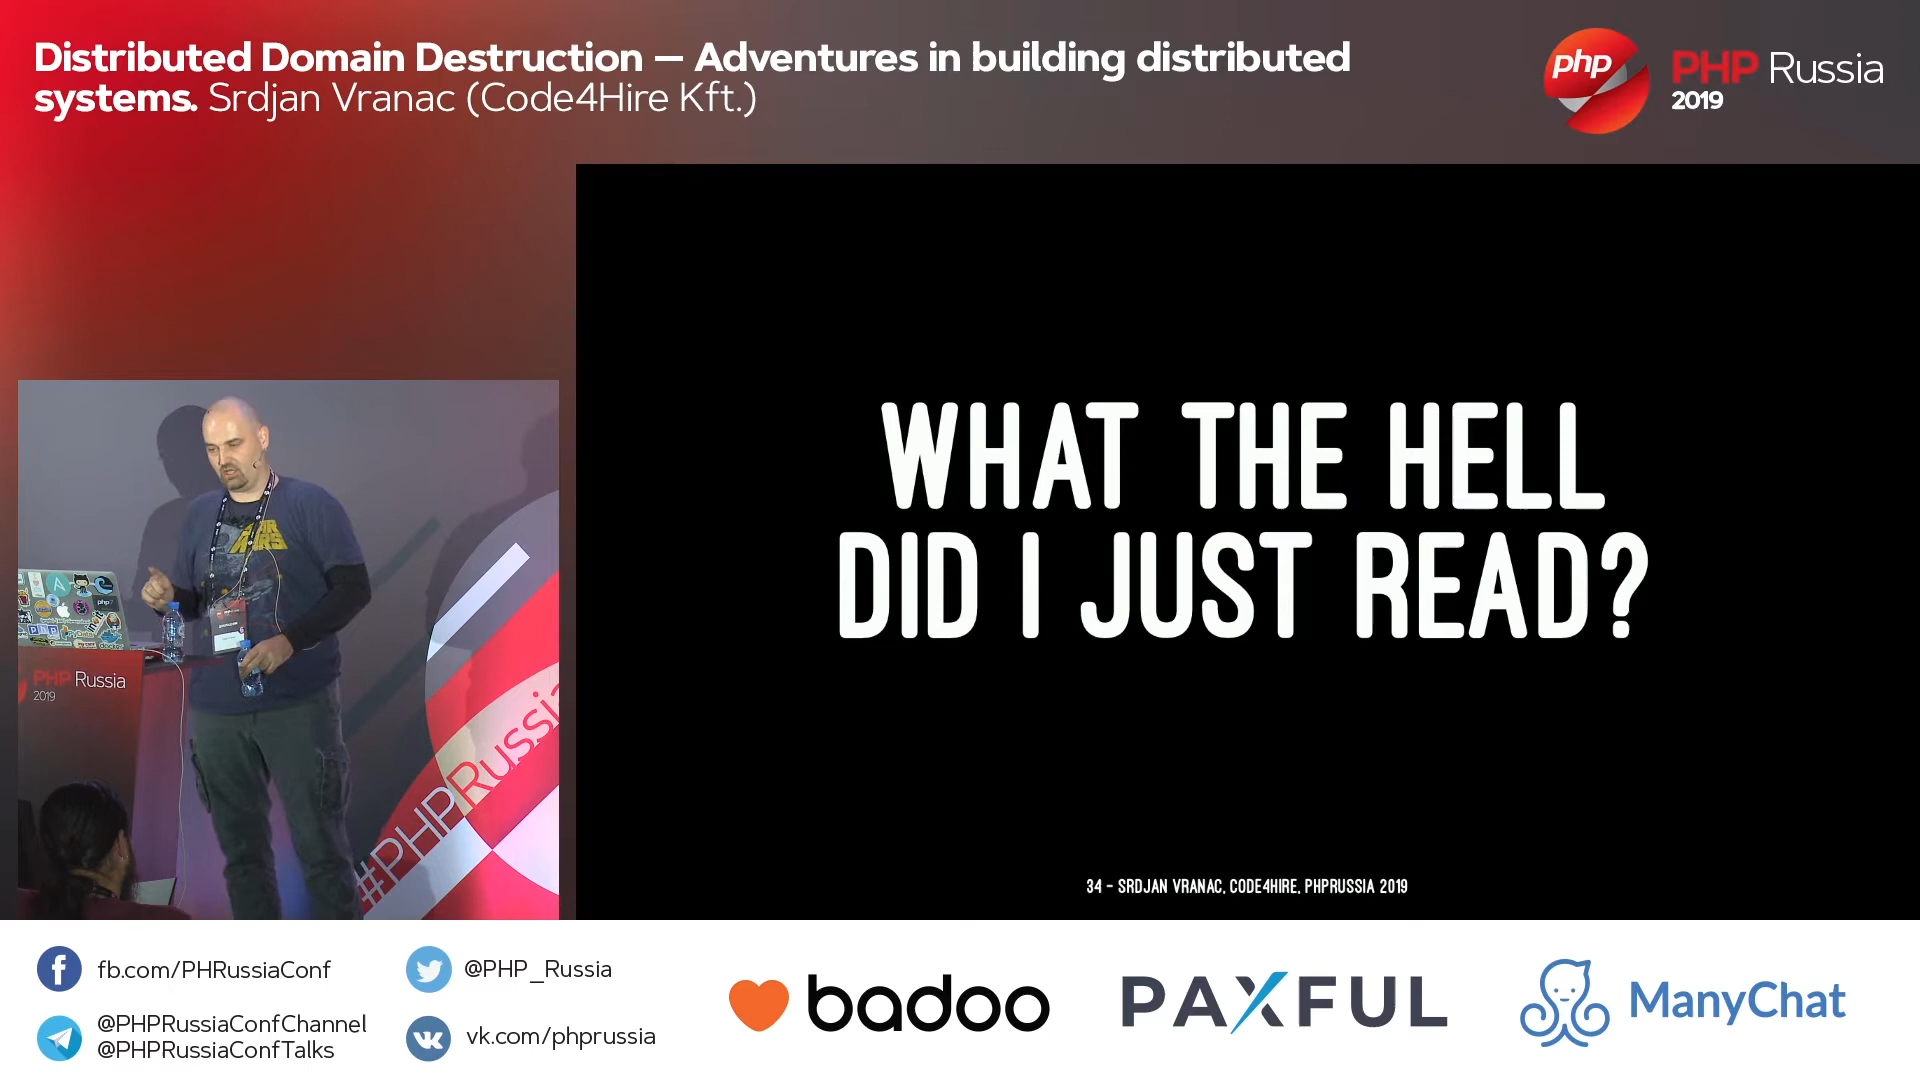 Distributed Domain Destruction — Adventures in building distributed
systems. Srdjan Vranac (Code4Hire Kft.)
php
PHP Russia
2019
WHAT THE HELL
DID I JUST READ?
34 - SRDJAN VRANAC, CODE4HIRE, PHPRUSSIA 2019
PHP Russia
2019
#PHPRussia
fb.com/PHRussiaConf
@PHP_Russia
@PHPRussiaConfChannel
@PHPRussiaConfTalks
vk.com/phprussia
badoo
PAXFUL
ManyChat